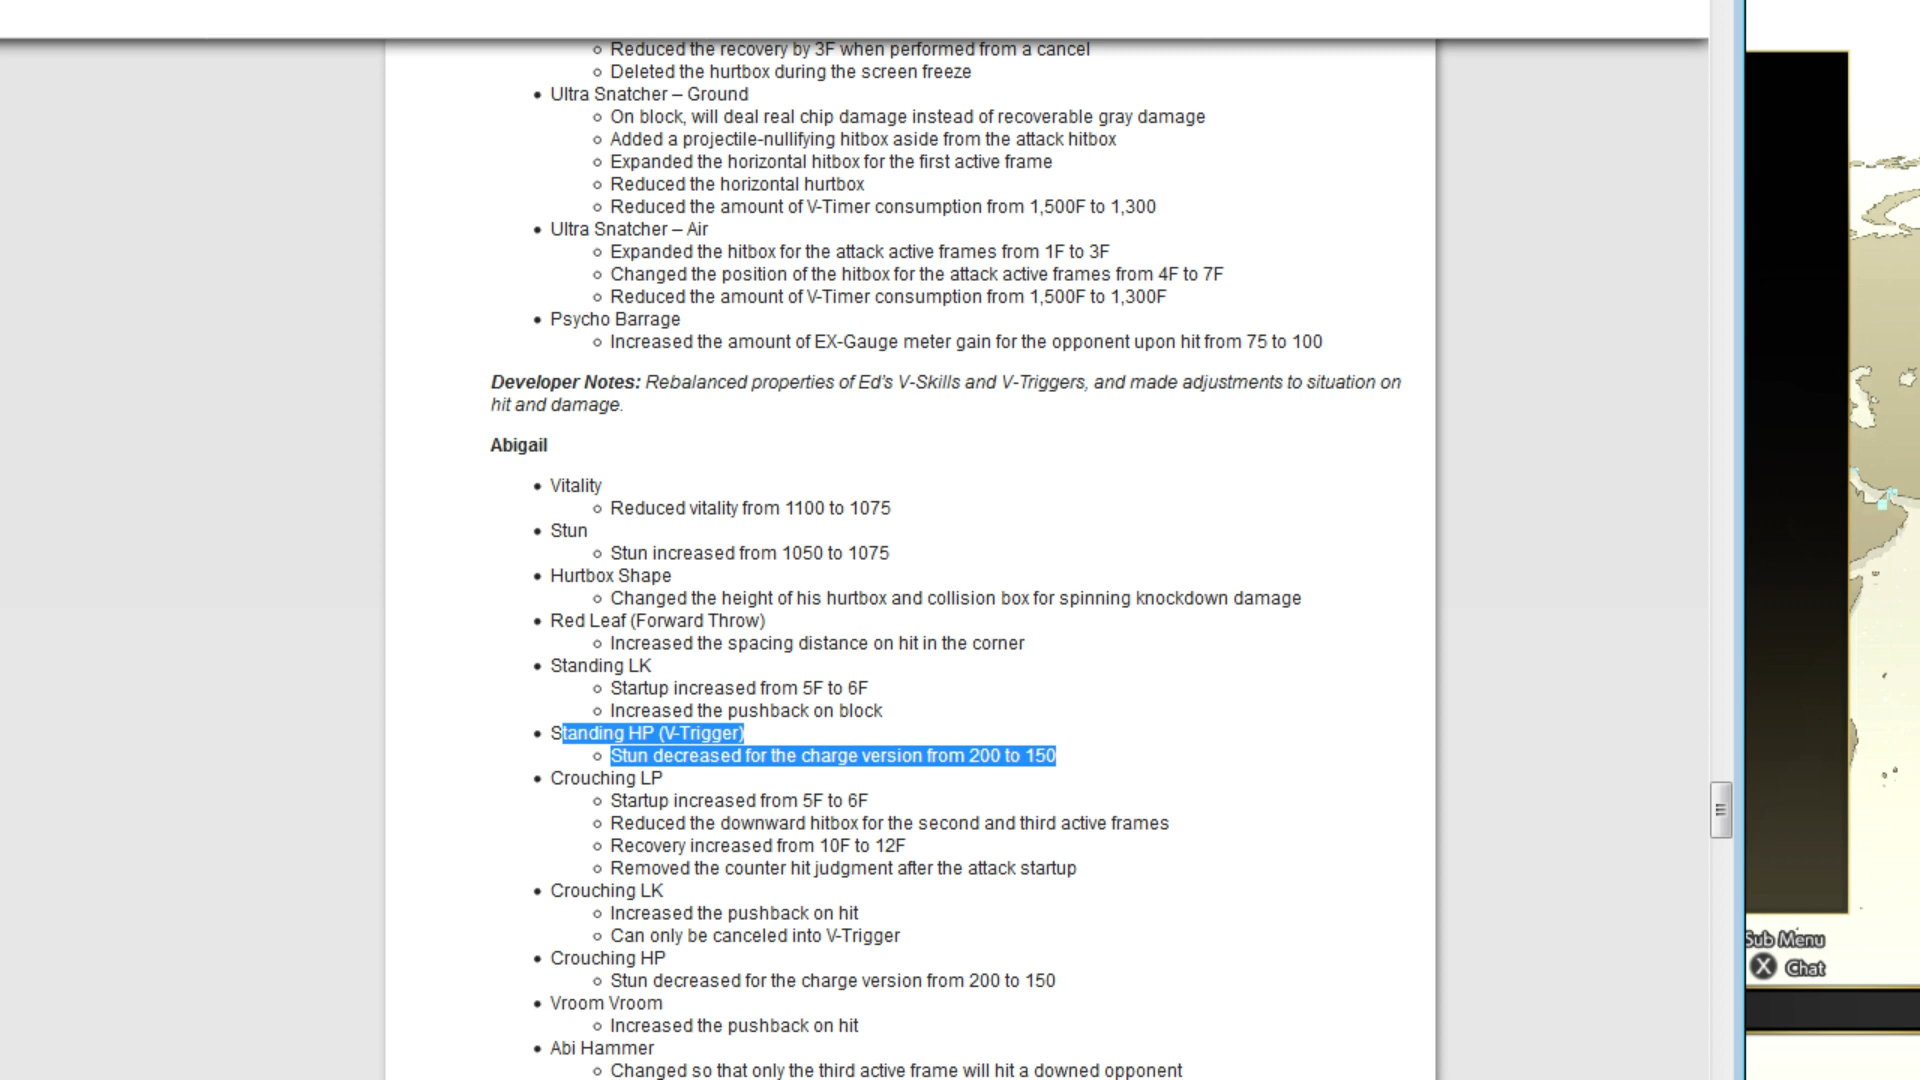 Reduced the recovery by 3F when performed from a cancel
Deleted the hurtbox during the screen freeze
Ultra Snatcher – Ground
On block, will deal real chip damage instead of recoverable gray damage
Added a projectile-nullifying hitbox aside from the attack hitbox
Expanded the horizontal hitbox for the first active frame
Reduced the horizontal hurtbox
Reduced the amount of V-Timer consumption from 1,500F to 1,300
Ultra Snatcher – Air
Expanded the hitbox for the attack active frames from 1F to 3F
Changed the position of the hitbox for the attack active frames from 4F to 7F
Reduced the amount of V-Timer consumption from 1,500F to 1,300F
Psycho Barrage
Increased the amount of EX-Gauge meter gain for the opponent upon hit from 75 to 100
Developer Notes: Rebalanced properties of Ed's V-Skills and V-Triggers, and made adjustments to situation on
hit and damage.
Abigail
Vitality
Reduced vitality from 1100 to 1075
Stun
Stun increased from 1050 to 1075
Hurtbox Shape
Changed the height of his hurtbox and collision box for spinning knockdown damage
Red Leaf (Forward Throw)
Increased the spacing distance on hit in the corner
Standing LK
Startup increased from 5F to 6F
Increased the pushback on block
Standing HP (V-Trigger)
Stun decreased for the charge version from 200 to 150
Crouching LP
Startup increased from 5F to 6F
Reduced the downward hitbox for the second and third active frames
Recovery increased from 10F to 12F
Removed the counter hit judgment after the attack startup
Crouching LK
Increased the pushback on hit
Can only be canceled into V-Trigger
Crouching HP
Stun decreased for the charge version from 200 to 150
Vroom Vroom
Increased the pushback on hit
Abi Hammer
Changed so that only the third active frame will hit a downed opponent
Sub Menu
X Chat